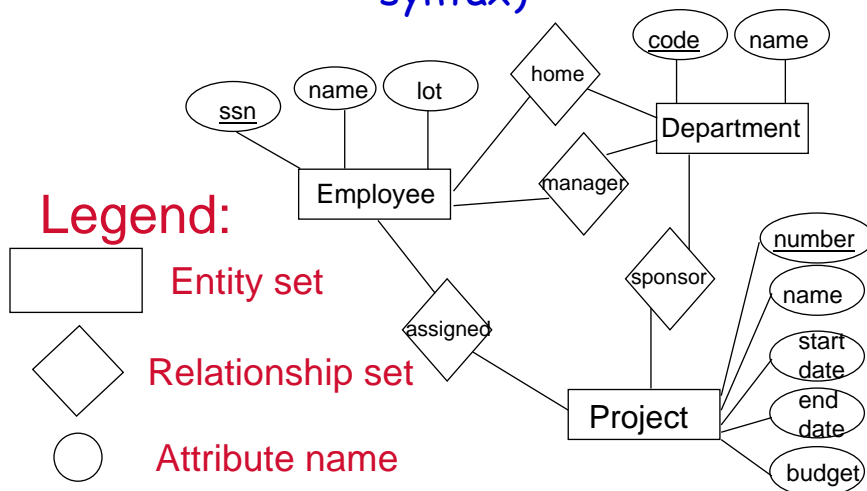 syntax)
code
name
home
name
lot
ssn
Department
Employee
manager
Legend:
number
Entity set
sponsor
name
assigned
start
date
Relationship set
end
date
Project
Attribute name
budget